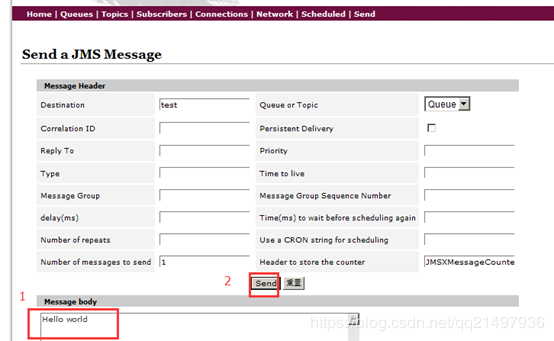 Home | Queues | Topics | Subscribers | Connections | Network | Scheduled | Send
Send a JMS Message
Message Header
Destination test Queue or Topic Queue
Correlation ID Persistent Delivery
Reply To Priority
Type Time to live
Message Group Message Group Sequence Number
delay(ms) Time(ms) to wait before scheduling again
Number of repeats Use a CRON string for scheduling
Number of messages to send 1 Header to store the counter JMSXMessageCounte
2 Send 重置
1 Message body
Hello world
https://blog.csdn.net/qq21497936